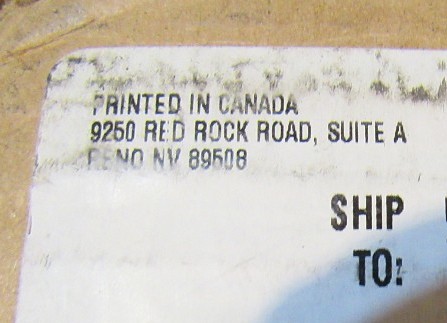 PRINTED IN CANADA
9250 RED ROCK ROAD, SUITE A
RENO NV 89508
SHIP
TO: